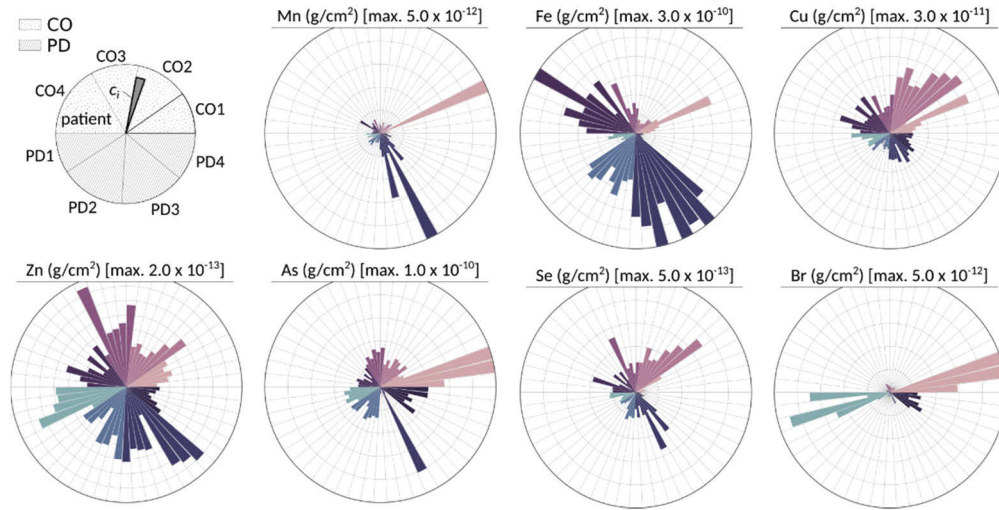 CO
PD
CO3
CO2
CO4
cᵢ
CO1
patient
PD1
PD4
PD2
PD3
Mn (g/cm²) [max. 5.0 x 10⁻¹²]
Fe (g/cm²) [max. 3.0 x 10⁻¹⁰]
Cu (g/cm²) [max. 3.0 x 10⁻¹¹]
Zn (g/cm²) [max. 2.0 x 10⁻¹³]
As (g/cm²) [max. 1.0 x 10⁻¹⁰]
Se (g/cm²) [max. 5.0 x 10⁻¹³]
Br (g/cm²) [max. 5.0 x 10⁻¹²]